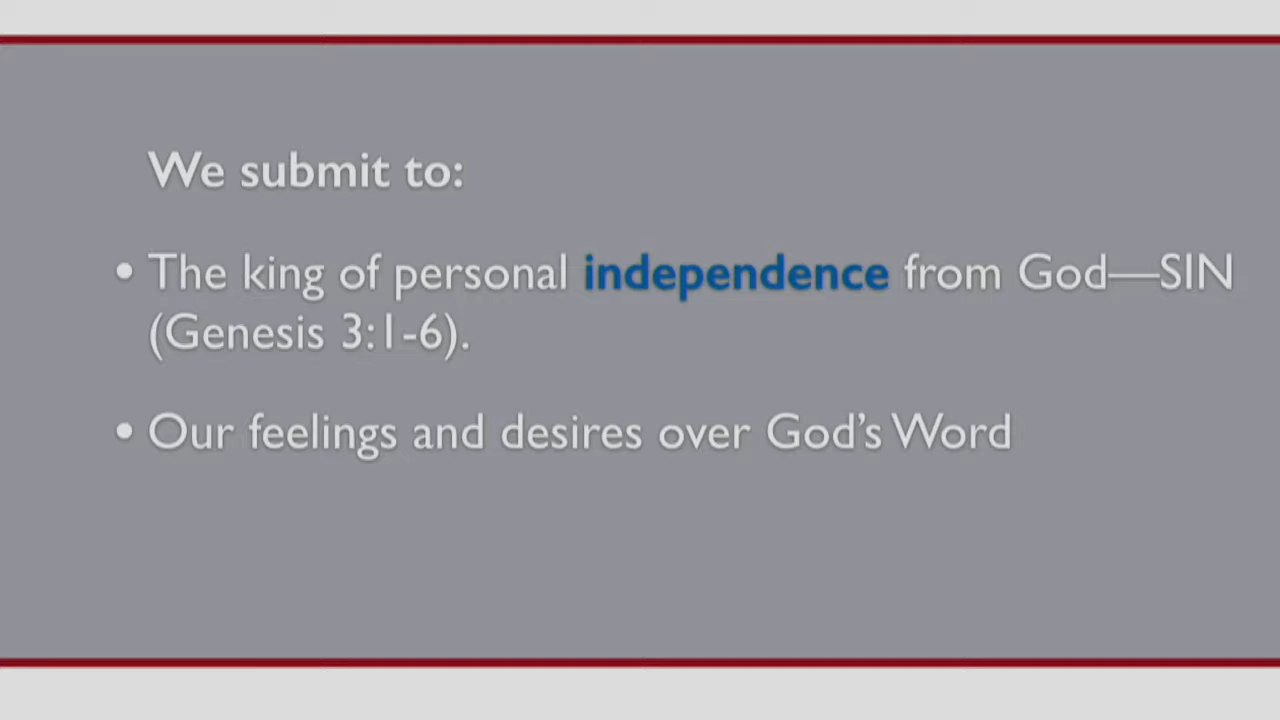 We submit to:
• The king of personal independence from God—SIN
(Genesis 3:1-6).
• Our feelings and desires over God’s Word